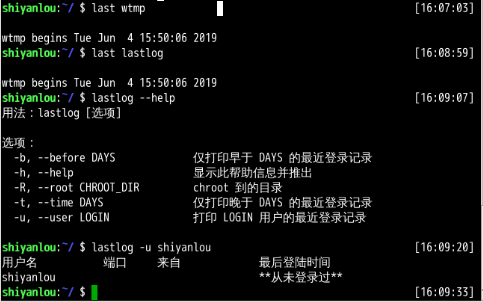 shiyanlou:~/ $ last wtmp [16:07:03]
wtmp begins Tue Jun  4 15:50:06 2019
shiyanlou:~/ $ last lastlog [16:08:59]
wtmp begins Tue Jun  4 15:50:06 2019
shiyanlou:~/ $ lastlog --help [16:09:07]
用法：lastlog [选项]
选项：
-b, --before DAYS 仅打印早于 DAYS 的最近登录记录
-h, --help 显示此帮助信息并推出
-R, --root CHROOT_DIR chroot 到的目录
-t, --time DAYS 仅打印晚于 DAYS 的最近登录记录
-u, --user LOGIN 打印 LOGIN 用户的最近登录记录
shiyanlou:~/ $ lastlog -u shiyanlou [16:09:20]
用户名 端口 来自 最后登陆时间
shiyanlou **从未登录过**
shiyanlou:~/ $ [16:09:33]